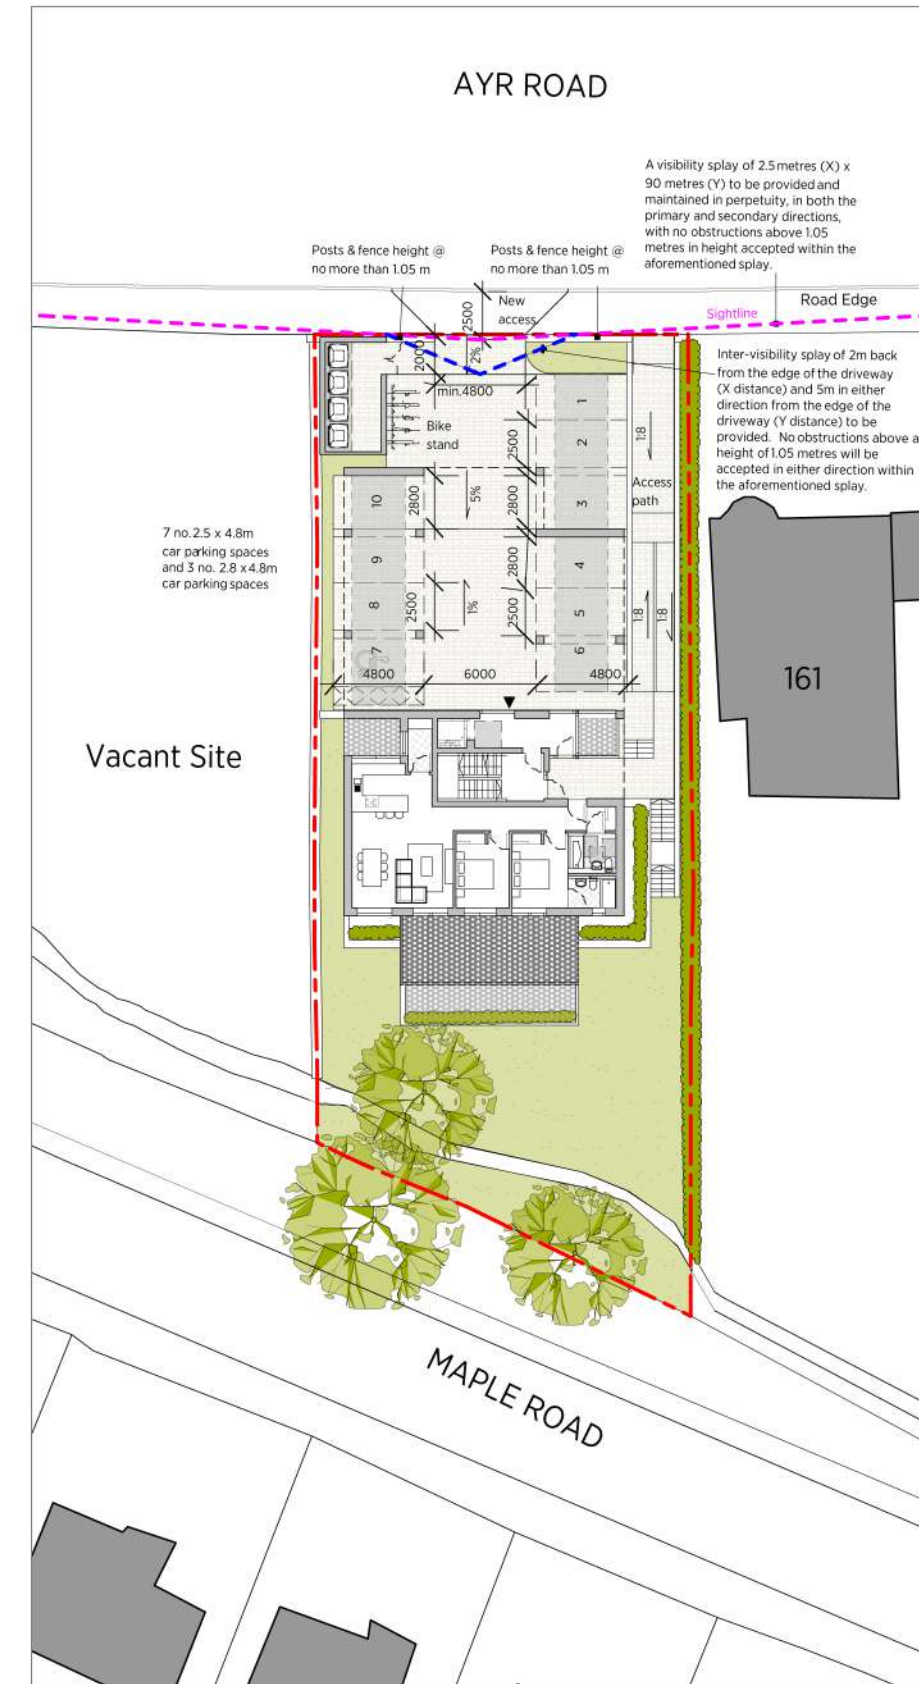 AYR ROAD
A visibility splay of 2.5 metres (X) x
90 metres (Y) to be provided and
maintained in perpetuity, in both the
primary and secondary directions,
with no obstructions above 1.05
metres in height accepted within the
aforementioned splay.
Posts & fence height @
no more than 1.05 m
Posts & fence height @
no more than 1.05 m
New
access
2500
Road Edge
Sightline
2000
2%
Inter-visibility splay of 2m back
from the edge of the driveway
(X distance) and 5m in either
direction from the edge of the
driveway (Y distance) to be
provided. No obstructions above a
height of 1.05 metres will be
accepted in either direction within
the aforementioned splay.
min.4800
Bike
stand
1
2
3
2500
2800
1:8
Access
path
10
2800
5%
7 no. 2.5 x 4.8m
car parking spaces
and 3 no. 2.8 x 4.8m
car parking spaces
9
8
7
2500
1%
2800
2500
4
5
6
1:8
1:8
4800
6000
4800
161
Vacant Site
MAPLE ROAD